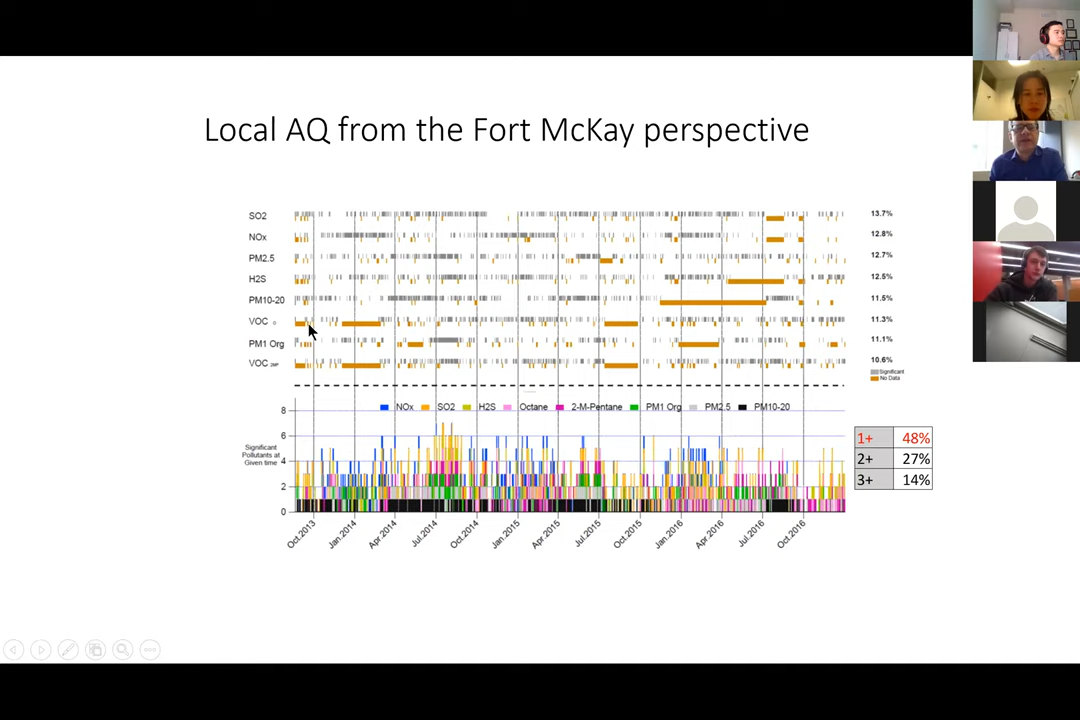 Local AQ from the Fort McKay perspective
SO2 13.7%
NOx 12.8%
PM2.5 12.7%
H2S 12.5%
PM10-20 11.5%
VOC 11.3%
PM1 Org 11.1%
VOC 10.6%
Significant
No Data
NOx SO2 H2S Octane 2-M-Pentane PM1 Org PM2.5 PM10-20
Significant
Pollutants at
Given time
8
6
4
2
0
Oct.2013 Jan.2014 Apr.2014 Jul.2014 Oct.2014 Jan.2015 Apr.2015 Jul.2015 Oct.2015 Jan.2016 Apr.2016 Jul.2016 Oct.2016
1+ 48%
2+ 27%
3+ 14%